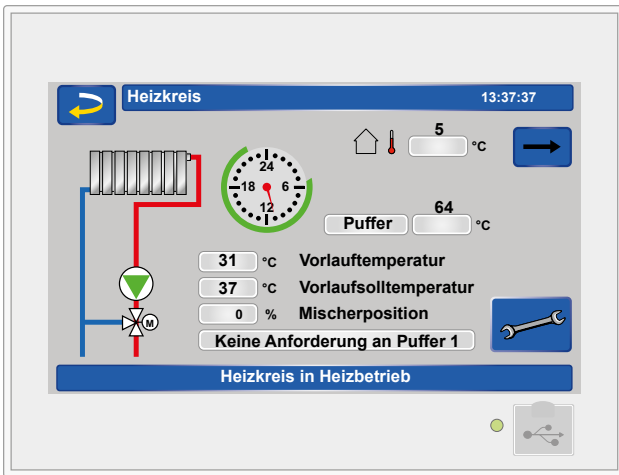 Heizkreis 13:37:37
5
°C
24
18 6
12
64
Puffer °C
31 °C Vorlauftemperatur
37 °C Vorlaufsolltemperatur
0 % Mischerposition
M
Keine Anforderung an Puffer 1
Heizkreis in Heizbetrieb